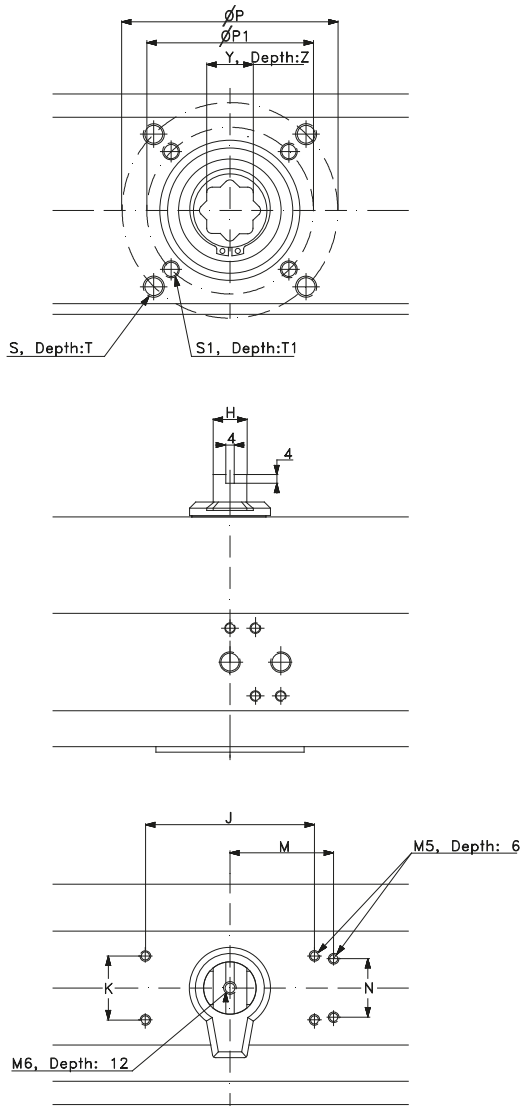 ØP
ØP1
Y, Depth:Z
S, Depth:T
S1, Depth:T1
H
4
4
J
M
M5, Depth: 6
K
N
M6, Depth: 12